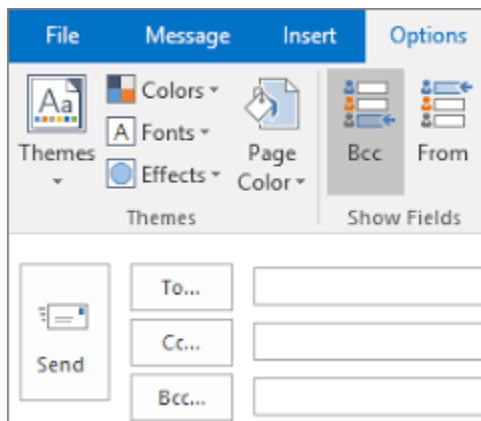 File Message Insert Options
Aa Colors
A Fonts
Themes Effects Page Color Bcc From
Themes Show Fields
To...
Cc...
Send
Bcc...